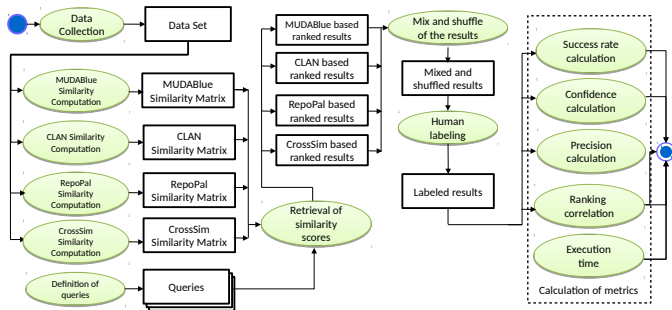 Data
Collection
Data Set
MUDABlue
Similarity
Computation
MUDABlue
Similarity Matrix
CLAN Similarity
Computation
CLAN
Similarity Matrix
RepoPal
Similarity
Computation
RepoPal
Similarity Matrix
CrossSim
Similarity
Computation
CrossSim
Similarity Matrix
Definition of
queries
Queries
MUDABlue based
ranked results
CLAN based
ranked results
RepoPal based
ranked results
CrossSim based
ranked results
Retrieval of
similarity
scores
Mix and shuffle
of the results
Mixed and
shuffled results
Human
labeling
Labeled results
Success rate
calculation
Confidence
calculation
Precision
calculation
Ranking
correlation
Execution
time
Calculation of metrics